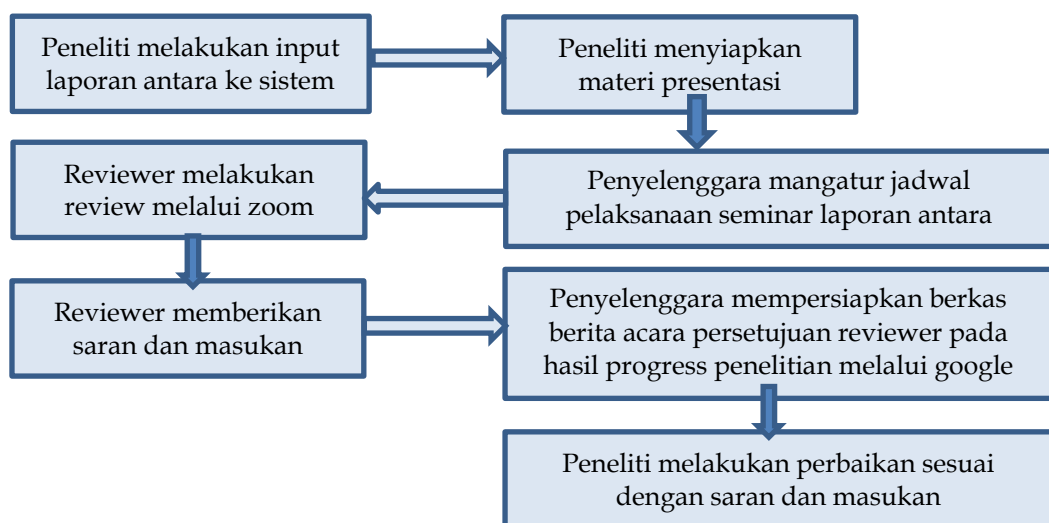 Peneliti melakukan input
laporan antara ke sistem
Peneliti menyiapkan
materi presentasi
Penyelenggara mangatur jadwal
pelaksanaan seminar laporan antara
Reviewer melakukan
review melalui zoom
Reviewer memberikan
saran dan masukan
Penyelenggara mempersiapkan berkas
berita acara persetujuan reviewer pada
hasil progress penelitian melalui google
Peneliti melakukan perbaikan sesuai
dengan saran dan masukan